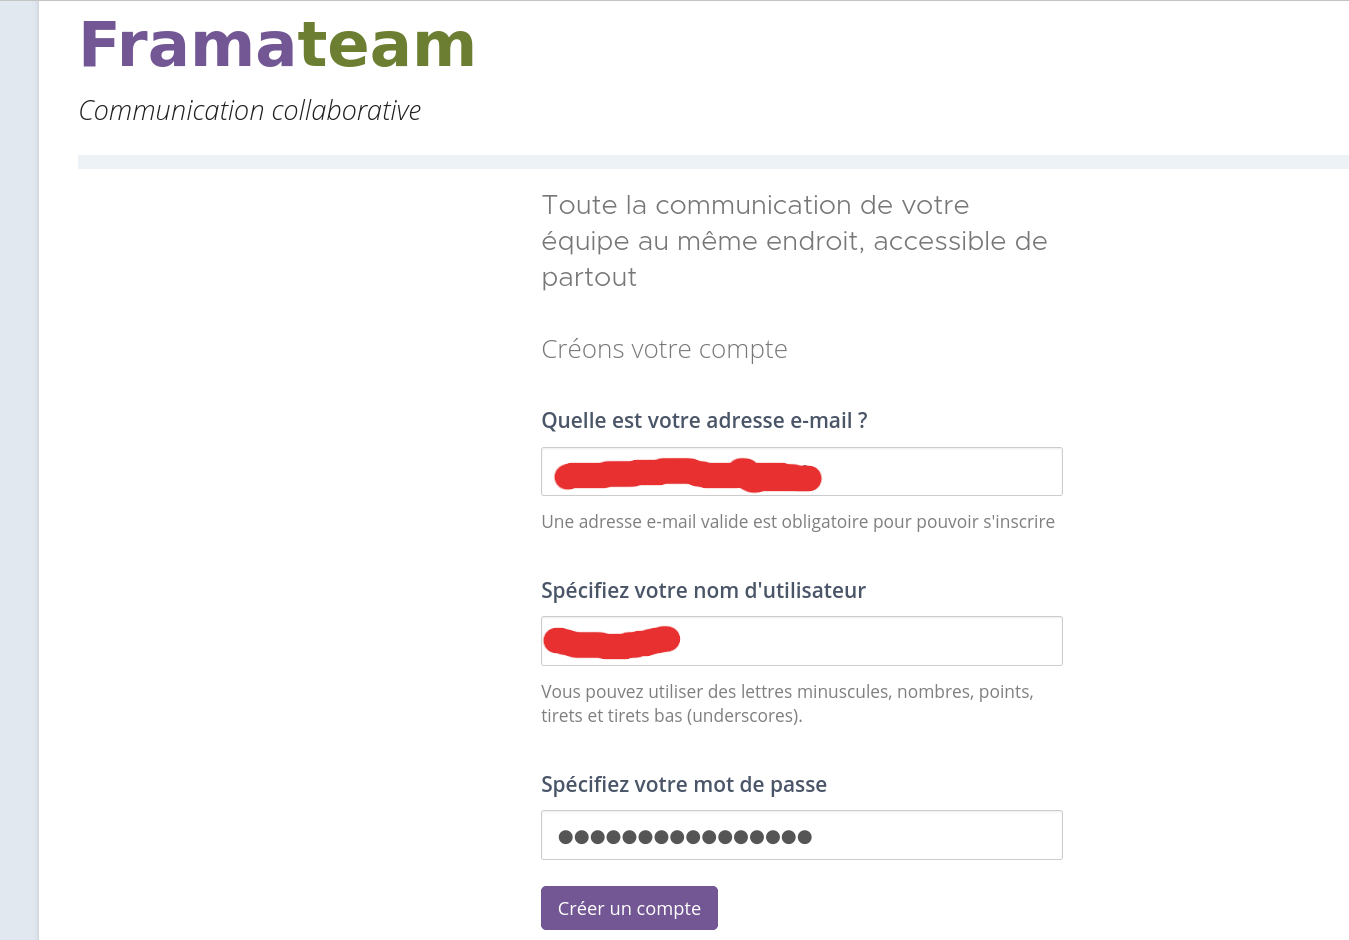 Framateam
Communication collaborative
Toute la communication de votre
équipe au même endroit, accessible de
partout
Créons votre compte
Quelle est votre adresse e-mail ?
Une adresse e-mail valide est obligatoire pour pouvoir s'inscrire
Spécifiez votre nom d'utilisateur
Vous pouvez utiliser des lettres minuscules, nombres, points,
tirets et tirets bas (underscores).
Spécifiez votre mot de passe
●●●●●●●●●●●●●●●●
Créer un compte